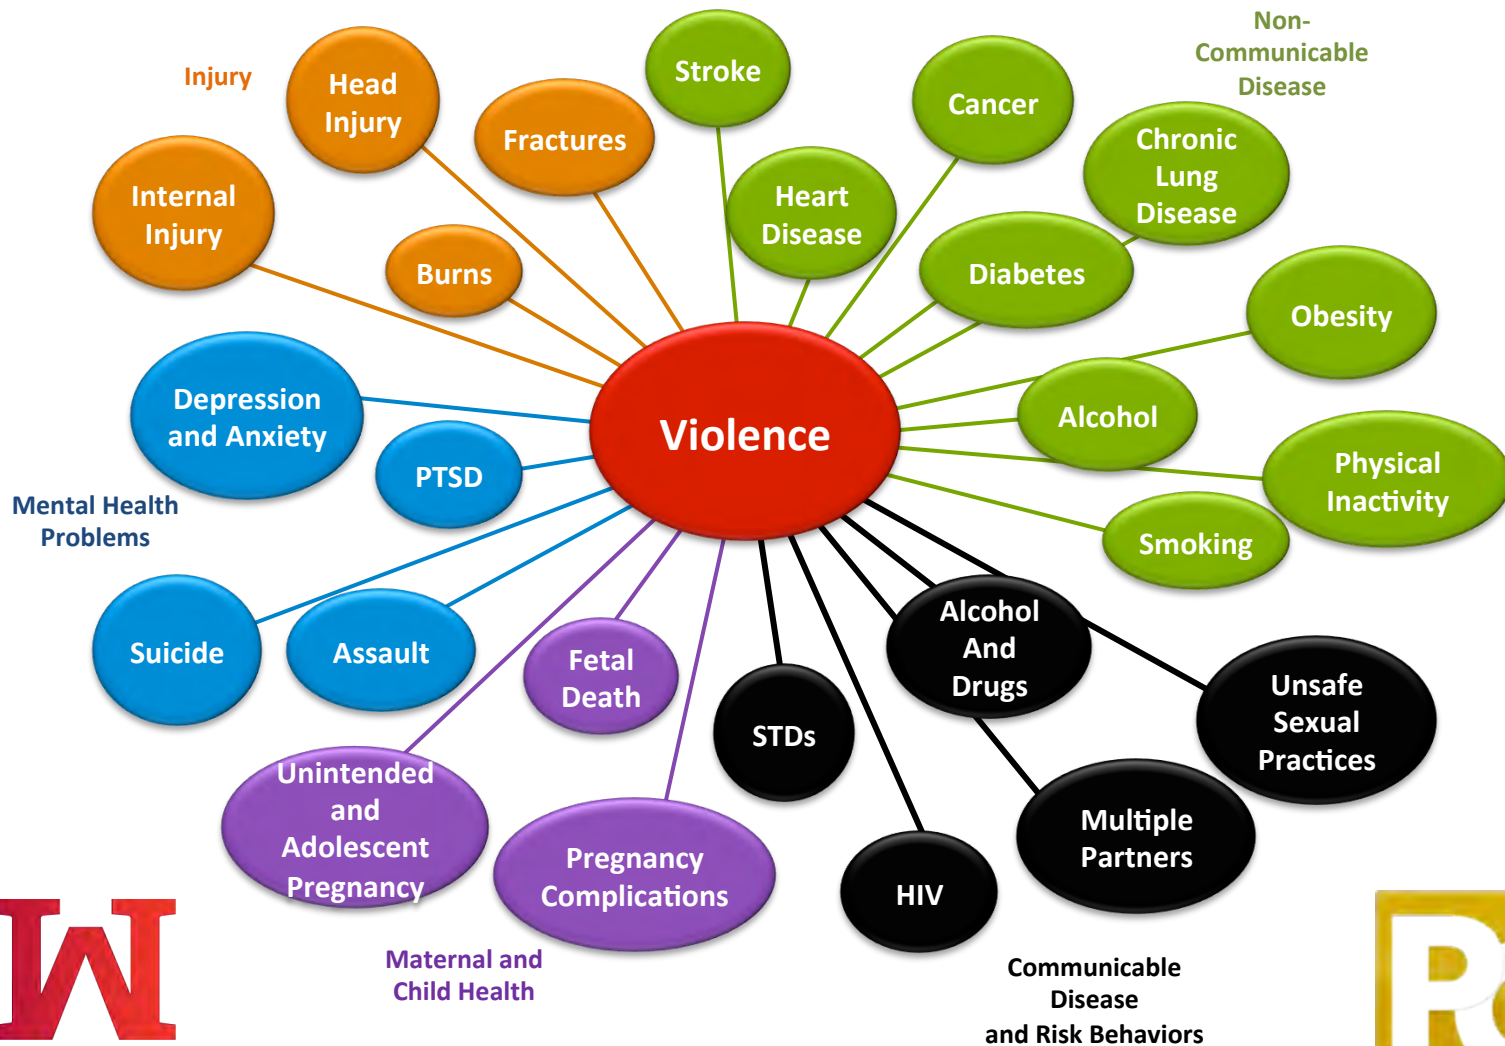 Injury
Head
Injury
Fractures
Internal
Injury
Burns
Stroke
Cancer
Non-
Communicable
Disease
Chronic
Lung
Disease
Heart
Disease
Diabetes
Obesity
Alcohol
Physical
Inactivity
Smoking
Violence
Depression
and Anxiety
PTSD
Mental Health
Problems
Suicide
Assault
Fetal
Death
Unintended
and
Adolescent
Pregnancy
Pregnancy
Complications
Maternal and
Child Health
STDs
HIV
Alcohol
And
Drugs
Multiple
Partners
Unsafe
Sexual
Practices
Communicable
Disease
and Risk Behaviors